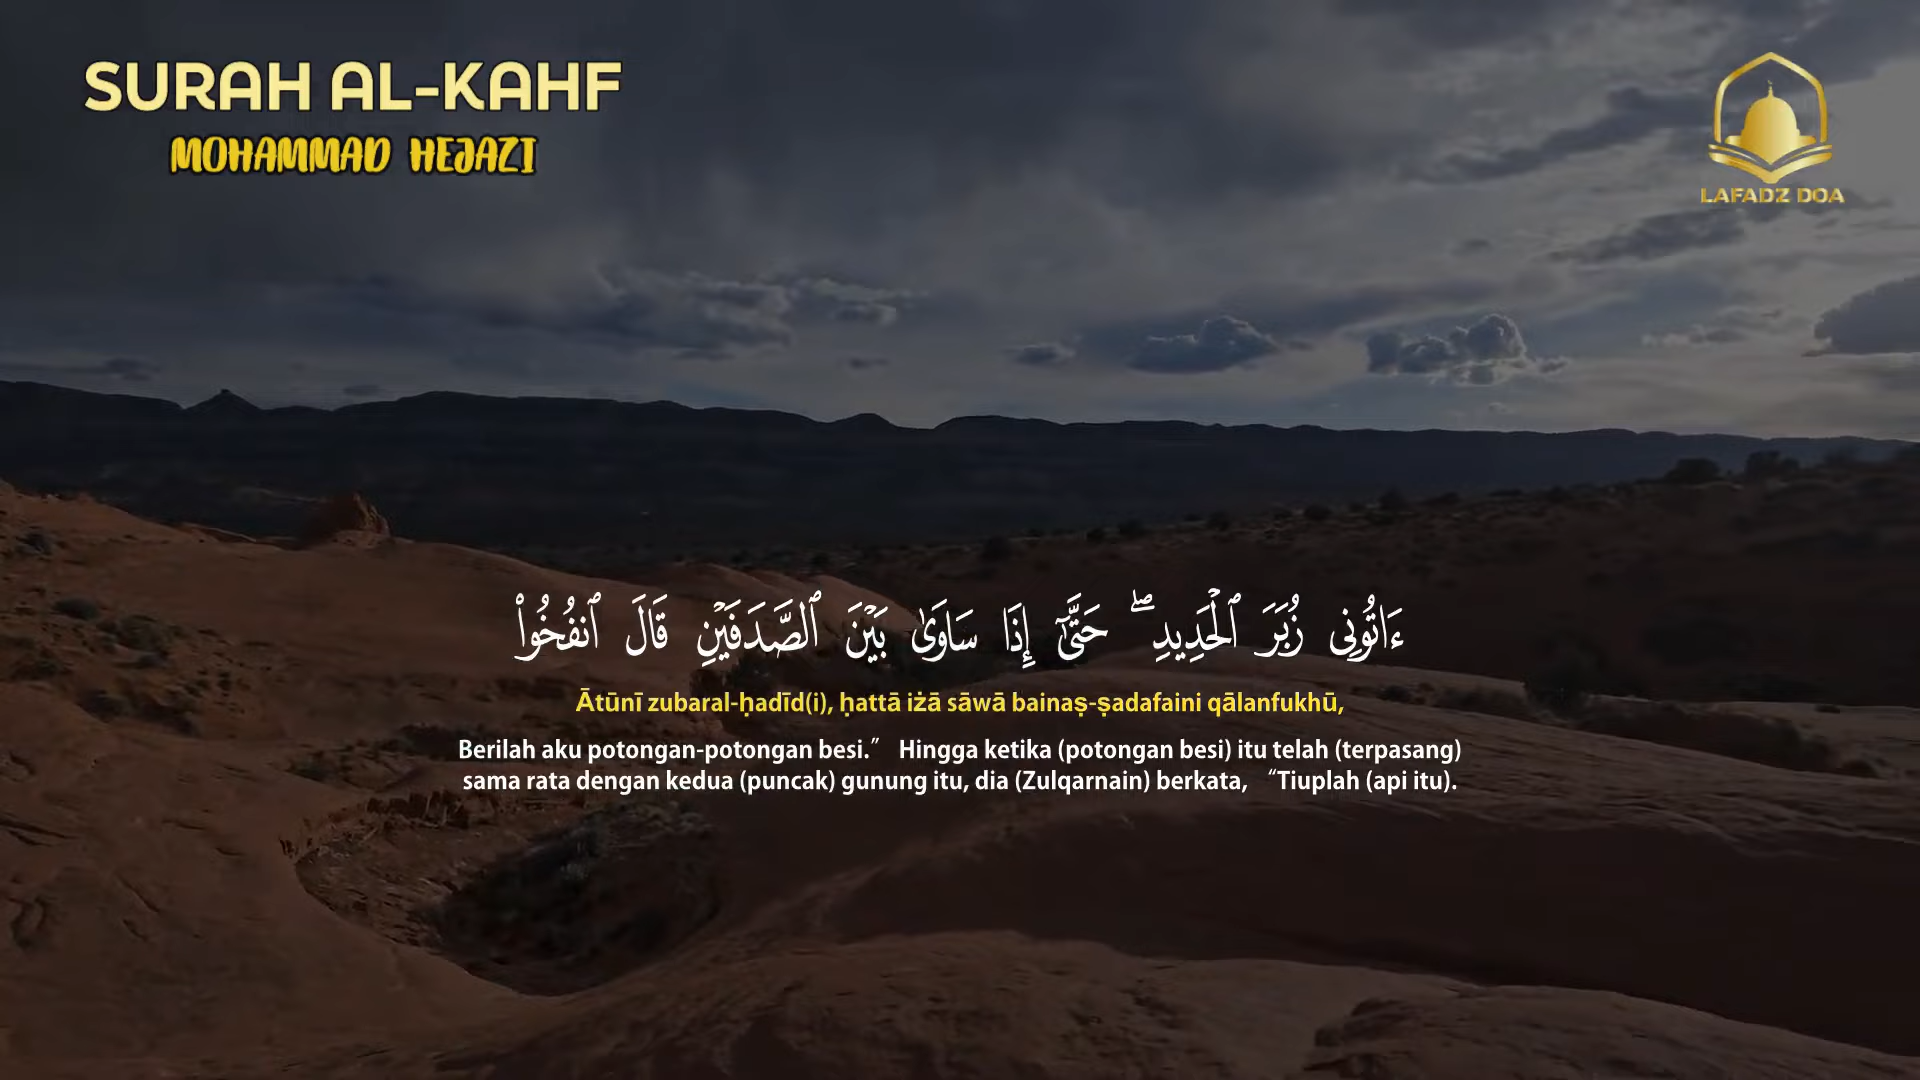 SURAH AL-KAHF
MOHAMMAD HEJAZI
LAFADZ DOA
ءَاتُونِى زُبَرَ ٱلْحَدِيدِ ۖ حَتَّىٰٓ إِذَا سَاوَىٰ بَيْنَ ٱلصَّدَفَيْنِ قَالَ ٱنفُخُوا۟
Ātūnī zubaral-ḥadīd(i), ḥattā iżā sāwā bainaṣ-ṣadafaini qālanfukhū,
Berilah aku potongan-potongan besi.” Hingga ketika (potongan besi) itu telah (terpasang)
sama rata dengan kedua (puncak) gunung itu, dia (Zulqarnain) berkata, “Tiuplah (api itu).